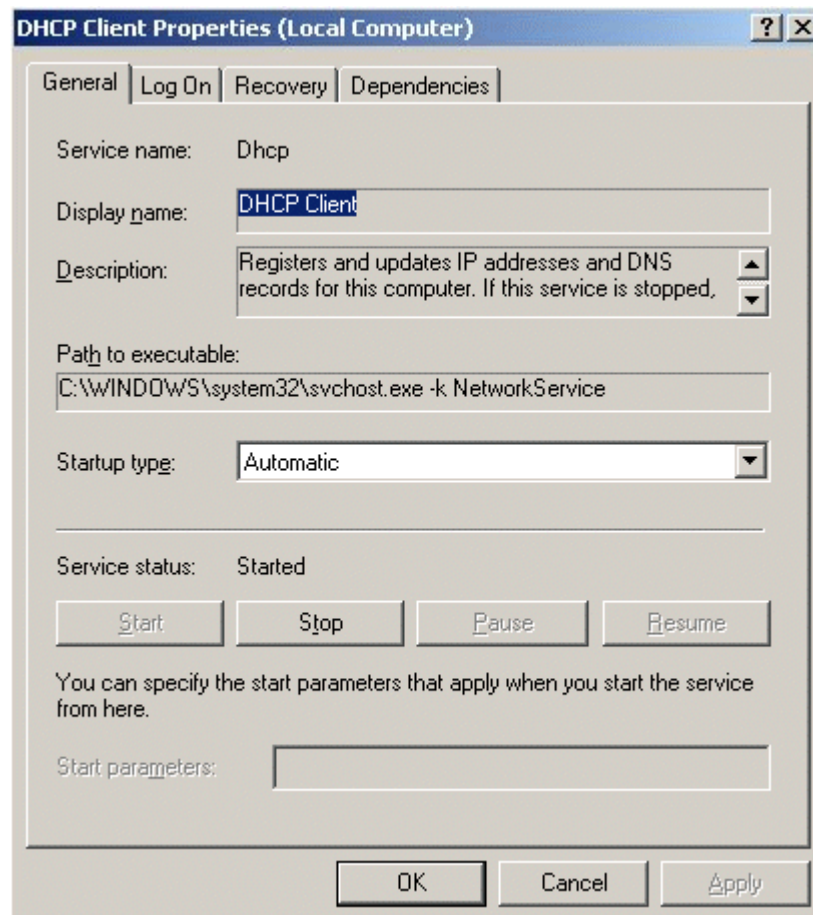 DHCP Client Properties (Local Computer)
General Log On Recovery Dependencies
Service name: Dhcp
Display name: DHCP Client
Description: Registers and updates IP addresses and DNS
records for this computer. If this service is stopped,
Path to executable:
C:\WINDOWS\system32\svchost.exe -k NetworkService
Startup type: Automatic
Service status: Started
Start Stop Pause Resume
You can specify the start parameters that apply when you start the service
from here.
Start parameters:
OK Cancel Apply